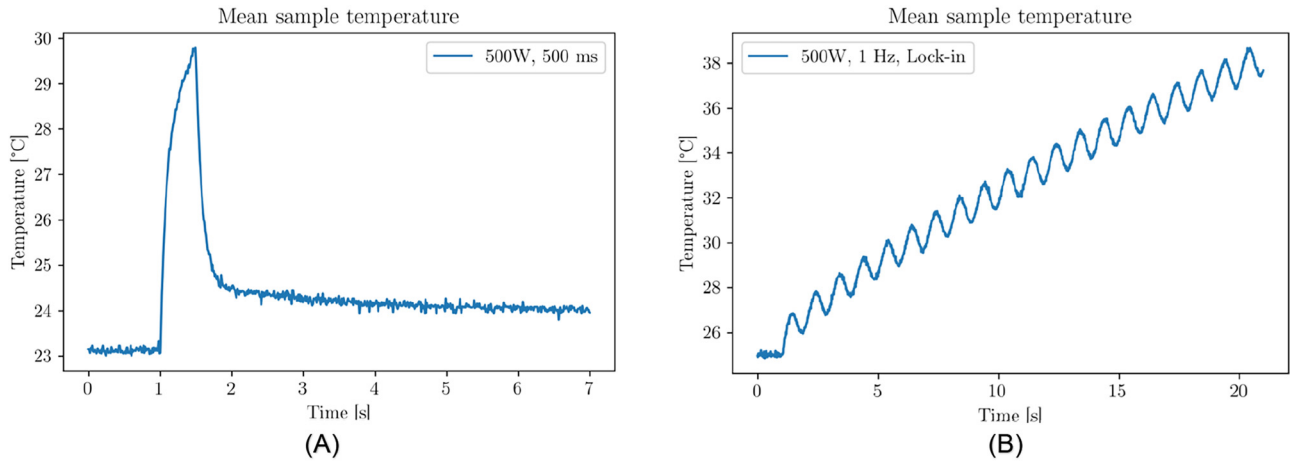 Mean sample temperature
500W, 500 ms
Temperature [°C]
30
29
28
27
26
25
24
23
0 1 2 3 4 5 6 7
Time [s]
(A)
Mean sample temperature
500W, 1 Hz, Lock-in
Temperature [°C]
38
36
34
32
30
28
26
0 5 10 15 20
Time [s]
(B)